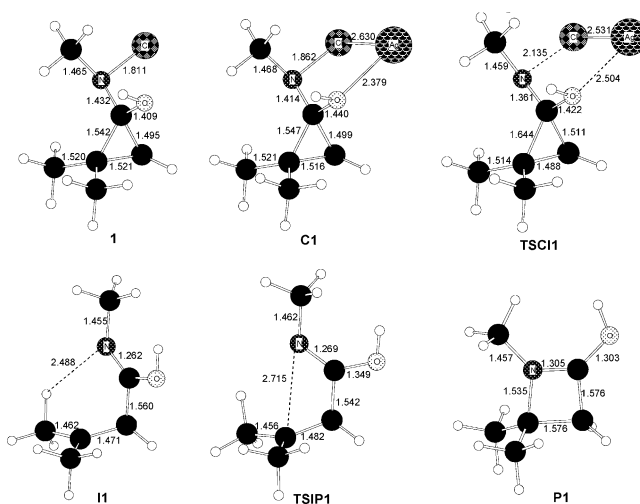 Cl
1.465
1.811
N
1.432
O
1.409
1.542
1.495
1.520
1.521
1
2.630
Cl
Ag
1.468
1.862
N
2.379
1.414
O
1.440
1.547
1.499
1.521
1.516
C1
2.531
Cl
Ag
1.459
2.135
N
2.504
1.361
O
1.422
1.644
1.511
1.514
1.488
TSCI1
1.455
N
2.488
1.262
O
1.560
1.462
1.471
I1
1.462
N
1.269
O
1.349
2.715
1.542
1.456
1.482
TSIP1
O
1.457
1.305
1.303
N
1.535
1.576
1.576
P1